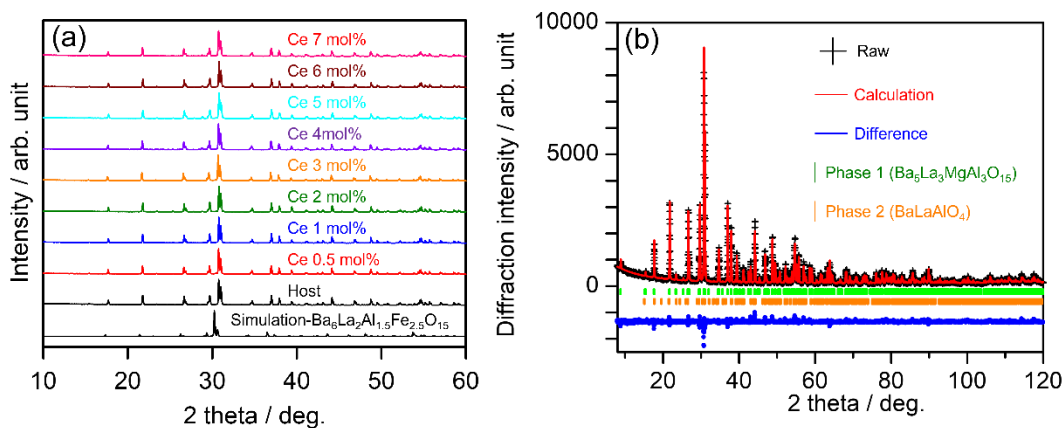 (a)
Intensity / arb. unit
Ce 7 mol%
Ce 6 mol%
Ce 5 mol%
Ce 4mol%
Ce 3 mol%
Ce 2 mol%
Ce 1 mol%
Ce 0.5 mol%
Host
Simulation-Ba₆La₂Al₁.₅Fe₂.₅O₁₅
10 20 30 40 50 60
2 theta / deg.
(b)
Diffraction intensity / arb. unit
10000
5000
0
Raw
Calculation
Difference
Phase 1 (Ba₅La₃MgAl₃O₁₅)
Phase 2 (BaLaAlO₄)
20 40 60 80 100 120
2 theta / deg.